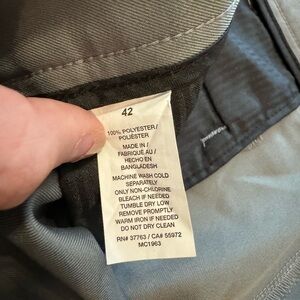 42
100% POLYESTER/
POLIÉSTER
MADE IN /
FABRIQUÉ AU /
HECHO EN
BANGLADESH
MACHINE WASH COLD
SEPARATELY
ONLY NON-CHLORINE
BLEACH IF NEEDED
TUMBLE DRY LOW
REMOVE PROMPTLY
WARM IRON IF NEEDED
DO NOT DRY CLEAN
RN# 37763 / CA# 55972
MC1963